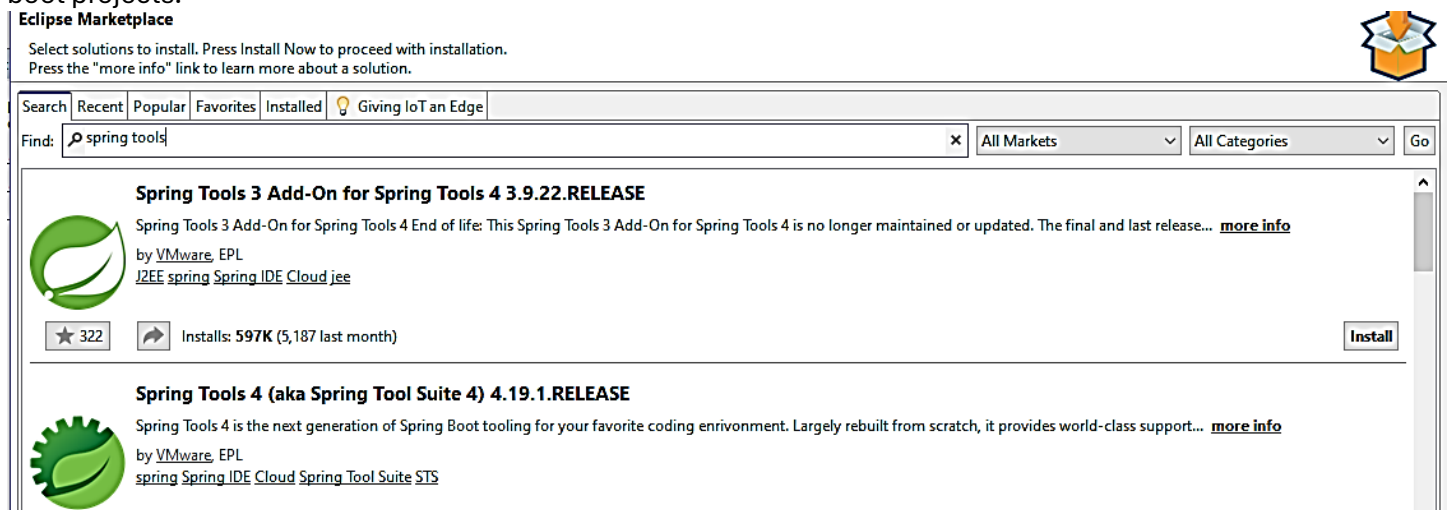 boot projects.
Eclipse Marketplace
Select solutions to install. Press Install Now to proceed with installation.
Press the "more info" link to learn more about a solution.
Search Recent Popular Favorites Installed Giving IoT an Edge
Find: spring tools × All Markets All Categories Go
Spring Tools 3 Add-On for Spring Tools 4 3.9.22.RELEASE
Spring Tools 3 Add-On for Spring Tools 4 End of life: This Spring Tools 3 Add-On for Spring Tools 4 is no longer maintained or updated. The final and last release... more info
by VMware, EPL
J2EE spring Spring IDE Cloud jee
322 Installs: 597K (5,187 last month) Install
Spring Tools 4 (aka Spring Tool Suite 4) 4.19.1.RELEASE
Spring Tools 4 is the next generation of Spring Boot tooling for your favorite coding enrivonment. Largely rebuilt from scratch, it provides world-class support... more info
by VMware, EPL
spring Spring IDE Cloud Spring Tool Suite STS